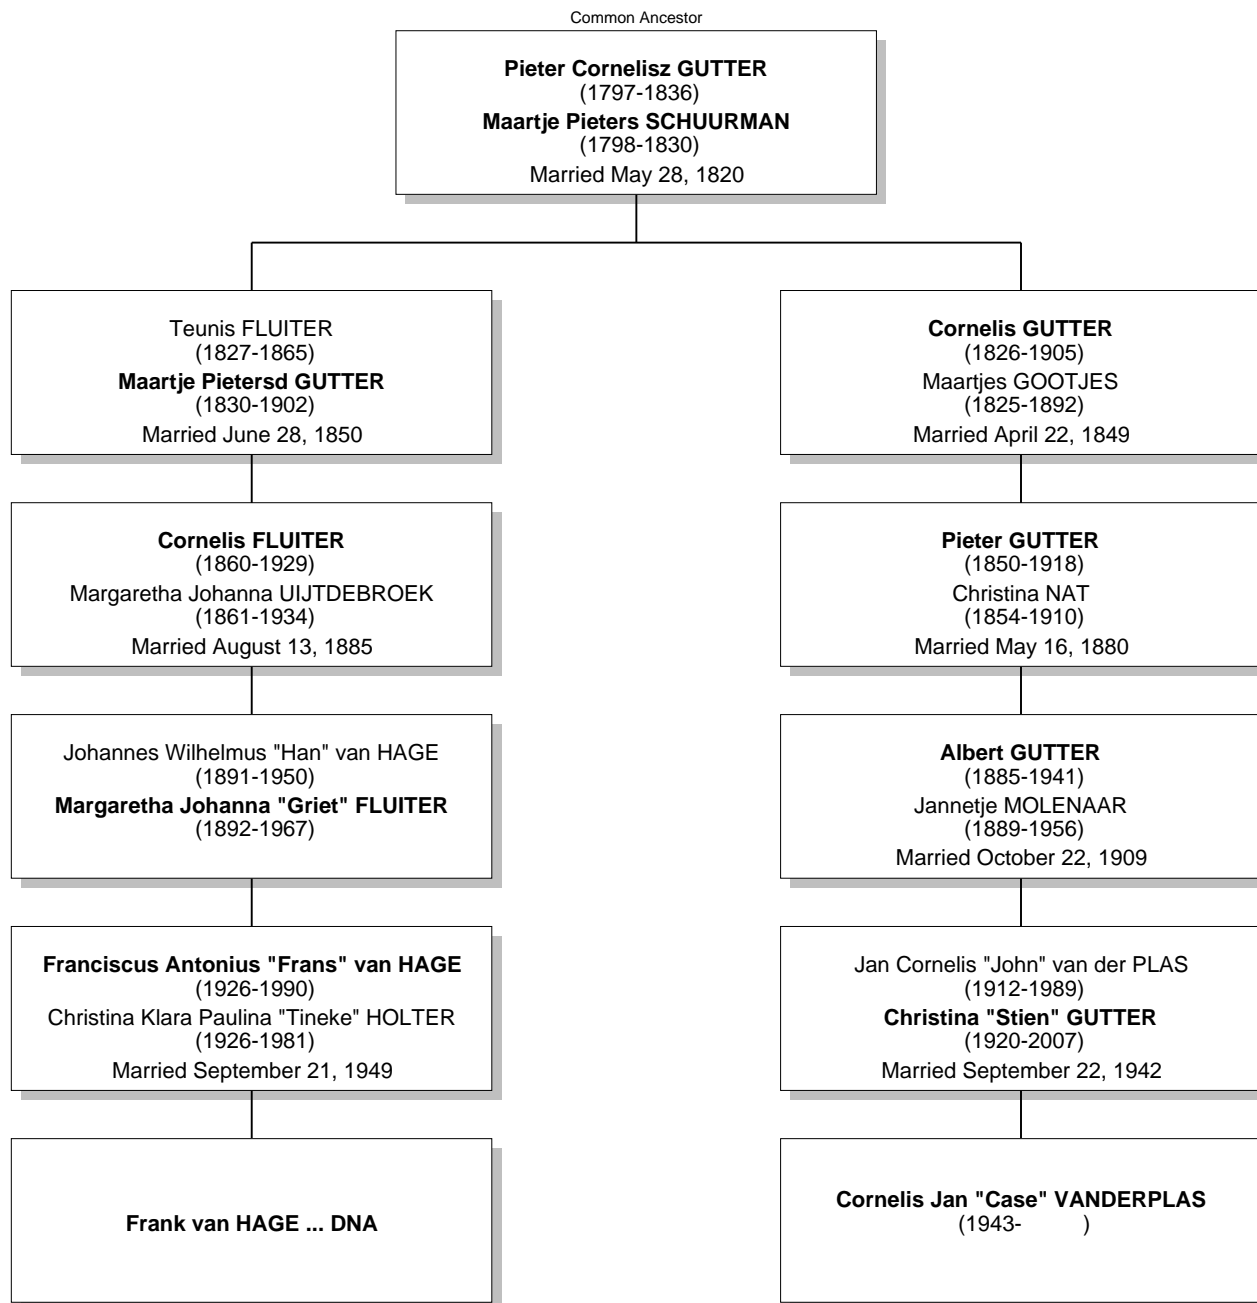 Common Ancestor
Pieter Cornelisz GUTTER
(1797-1836)
Maartje Pieters SCHUURMAN
(1798-1830)
Married May 28, 1820
Teunis FLUITER
(1827-1865)
Maartje Pietersd GUTTER
(1830-1902)
Married June 28, 1850
Cornelis GUTTER
(1826-1905)
Maartjes GOOTJES
(1825-1892)
Married April 22, 1849
Cornelis FLUITER
(1860-1929)
Margaretha Johanna UIJTDEBROEK
(1861-1934)
Married August 13, 1885
Pieter GUTTER
(1850-1918)
Christina NAT
(1854-1910)
Married May 16, 1880
Johannes Wilhelmus "Han" van HAGE
(1891-1950)
Margaretha Johanna "Griet" FLUITER
(1892-1967)
Albert GUTTER
(1885-1941)
Jannetje MOLENAAR
(1889-1956)
Married October 22, 1909
Franciscus Antonius "Frans" van HAGE
(1926-1990)
Christina Klara Paulina "Tineke" HOLTER
(1926-1981)
Married September 21, 1949
Jan Cornelis "John" van der PLAS
(1912-1989)
Christina "Stien" GUTTER
(1920-2007)
Married September 22, 1942
Frank van HAGE ... DNA
Cornelis Jan "Case" VANDERPLAS
(1943-          )